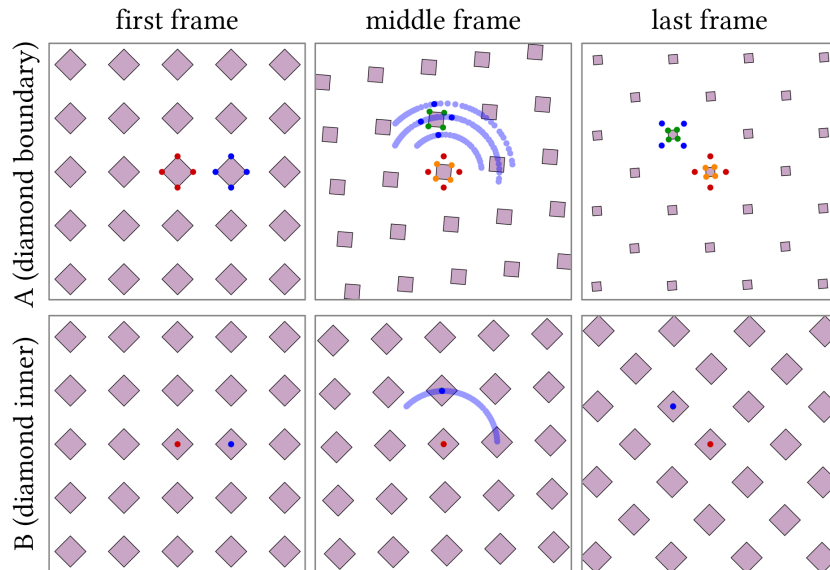 first frame
middle frame
last frame
A (diamond boundary)
B (diamond inner)